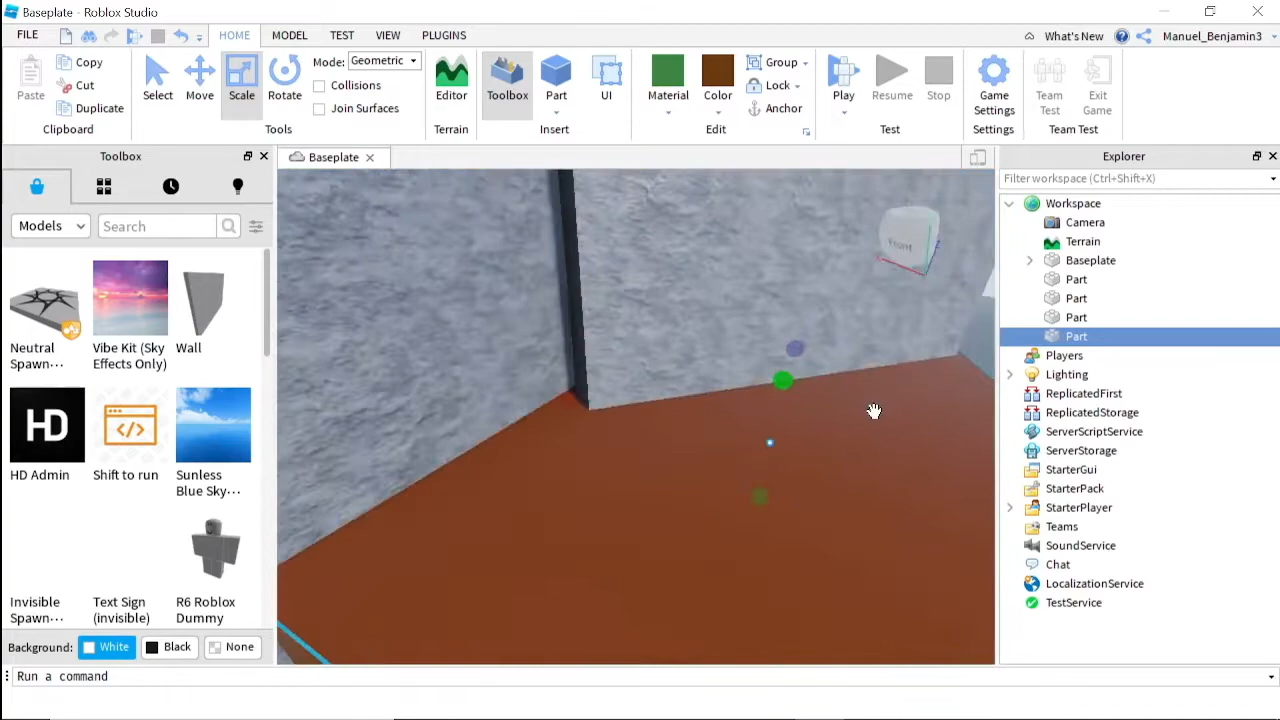 Baseplate - Roblox Studio
FILE
HOME
MODEL
TEST
VIEW
PLUGINS
What's New
Manuel_Benjamin3
Paste
Copy
Cut
Duplicate
Clipboard
Select
Move
Scale
Rotate
Mode: Geometric
Collisions
Join Surfaces
Tools
Editor
Terrain
Toolbox
Part
UI
Insert
Material
Color
Group
Lock
Anchor
Edit
Play
Resume
Stop
Test
Game
Settings
Settings
Team
Test
Exit
Game
Team Test
Toolbox
Models
Search
Neutral
Spawn...
Vibe Kit (Sky
Effects Only)
Wall
HD
HD Admin
Shift to run
Sunless
Blue Sky...
Invisible
Spawn...
Text Sign
(invisible)
R6 Roblox
Dummy
Background:
White
Black
None
Baseplate
Front
Explorer
Filter workspace (Ctrl+Shift+X)
Workspace
Camera
Terrain
Baseplate
Part
Part
Part
Part
Players
Lighting
ReplicatedFirst
ReplicatedStorage
ServerScriptService
ServerStorage
StarterGui
StarterPack
StarterPlayer
Teams
SoundService
Chat
LocalizationService
TestService
Run a command